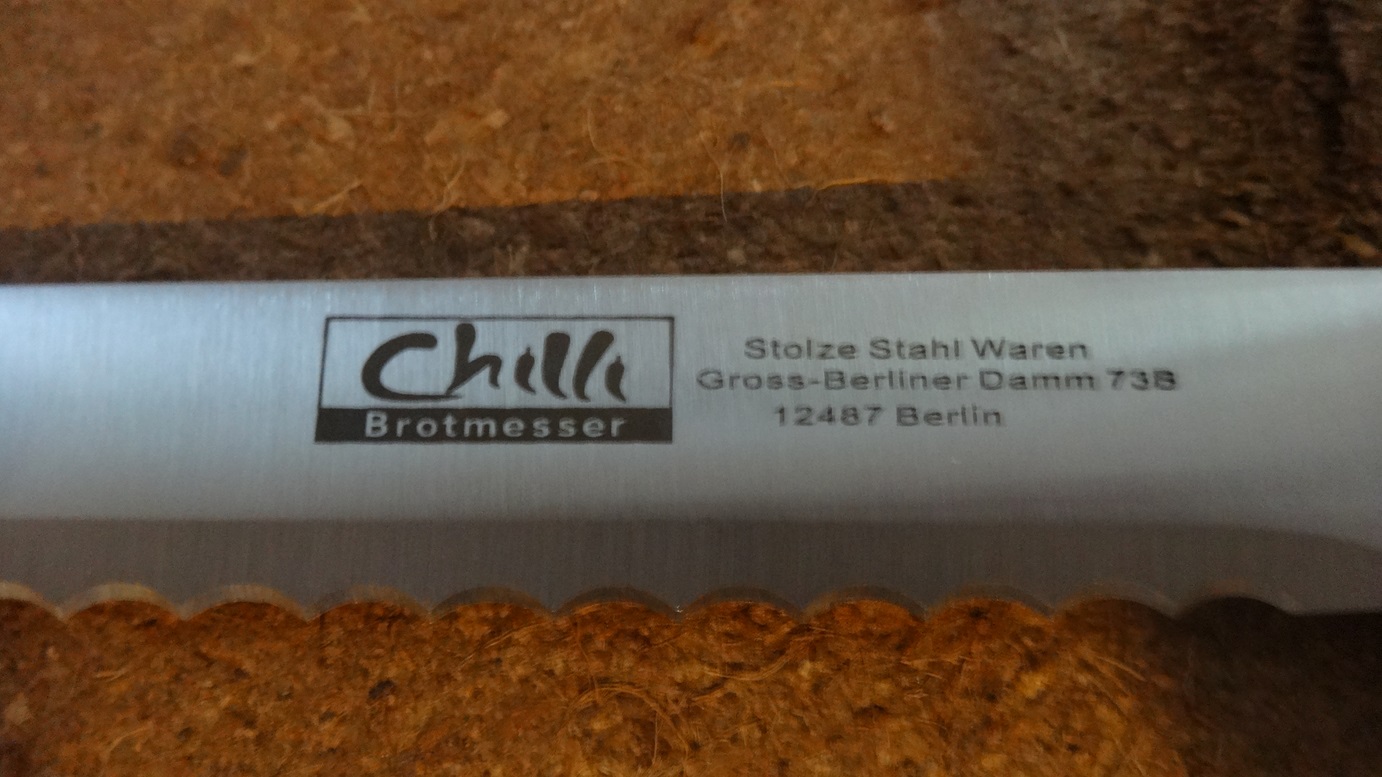 Chilli
Brotmesser
Stolze Stahl Waren
Gross-Berliner Damm 73B
12487 Berlin